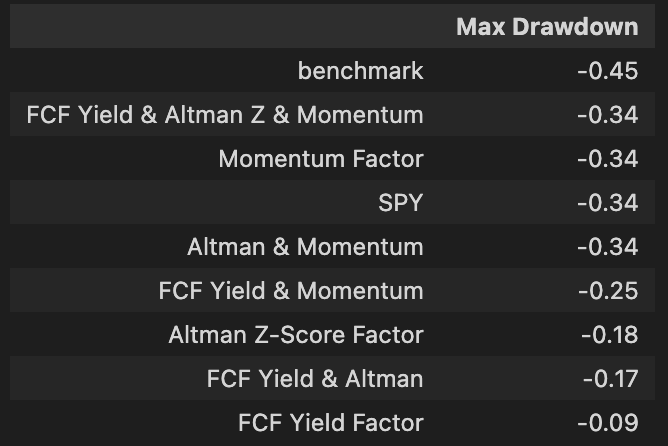 Max Drawdown
benchmark -0.45
FCF Yield & Altman Z & Momentum -0.34
Momentum Factor -0.34
SPY -0.34
Altman & Momentum -0.34
FCF Yield & Momentum -0.25
Altman Z-Score Factor -0.18
FCF Yield & Altman -0.17
FCF Yield Factor -0.09